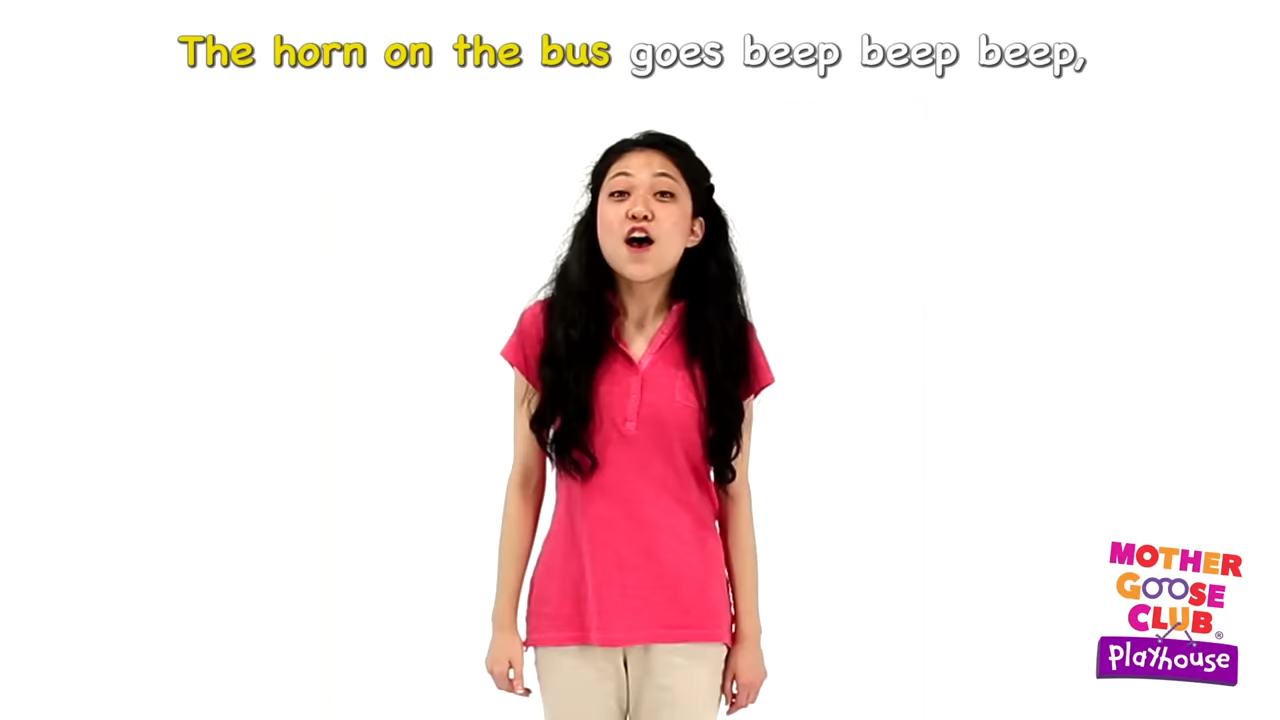 The horn on the bus goes beep beep beep,
MOTHER
GOOSE
CLUB®
Playhouse